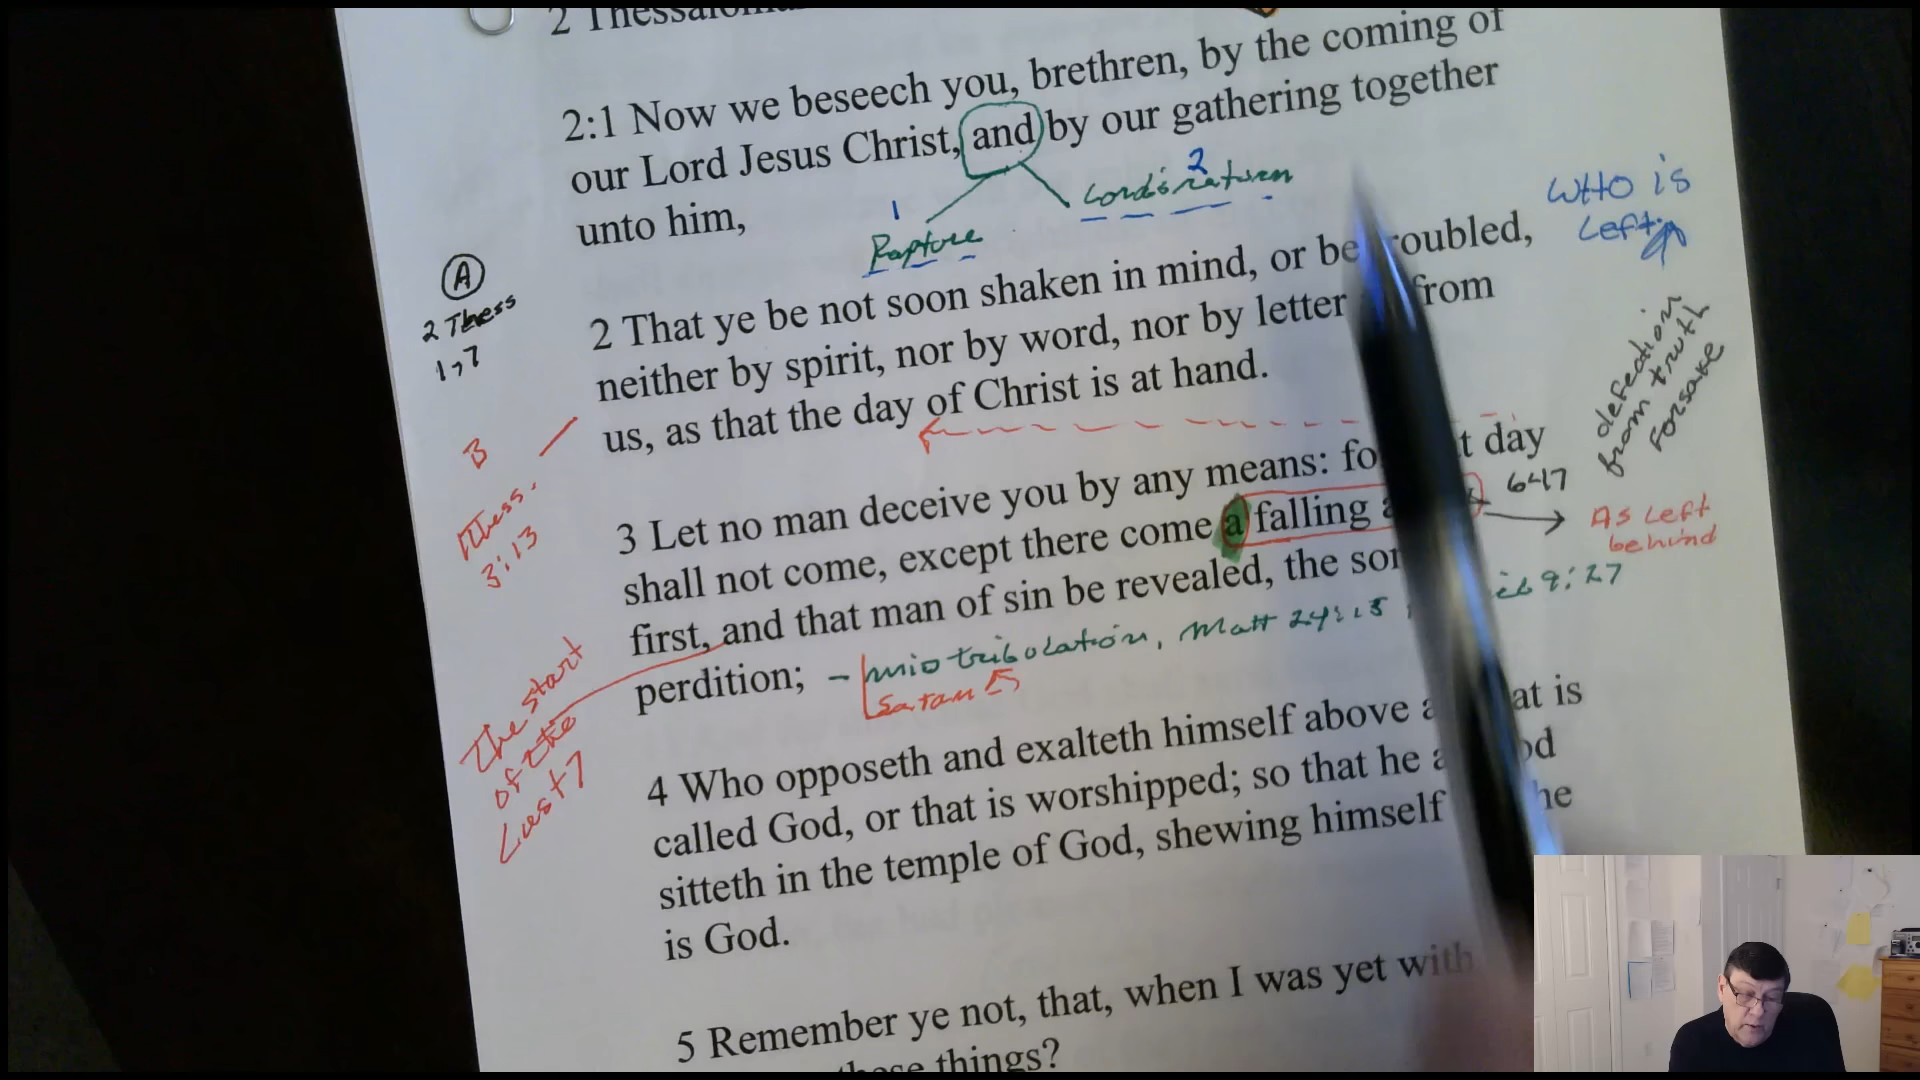 2 Thessalonia
2:1 Now we beseech you, brethren, by the coming of
our Lord Jesus Christ, and by our gathering together
unto him,
1
Rapture
2
Lord's return
WHO is
Left
A
2 Thess
1,7
2 That ye be not soon shaken in mind, or be troubled,
neither by spirit, nor by word, nor by letter from
us, as that the day of Christ is at hand.
defection
from truth
forsake
B
1 Thess.
3:13
3 Let no man deceive you by any means: for day
shall not come, except there come a falling
first, and that man of sin be revealed, the son
perdition; - mid tribulation, Matt 24:15 9:27
Satan
647
As Left
behind
The start
of the
Last 7
4 Who opposeth and exalteth himself above that is
called God, or that is worshipped; so that he
sitteth in the temple of God, shewing himself he
is God.
5 Remember ye not, that, when I was yet with
these things?